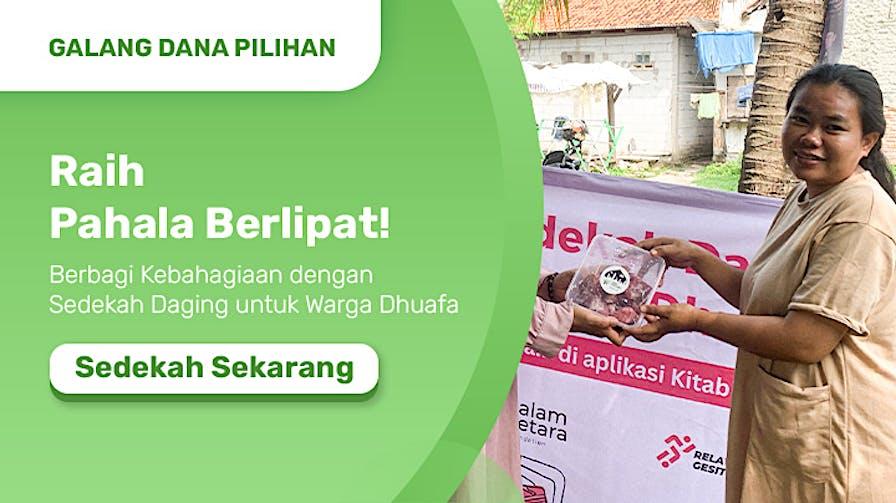 GALANG DANA PILIHAN
Raih
Pahala Berlipat!
Berbagi Kebahagiaan dengan
Sedekah Daging untuk Warga Dhuafa
Sedekah Sekarang
di aplikasi Kitab